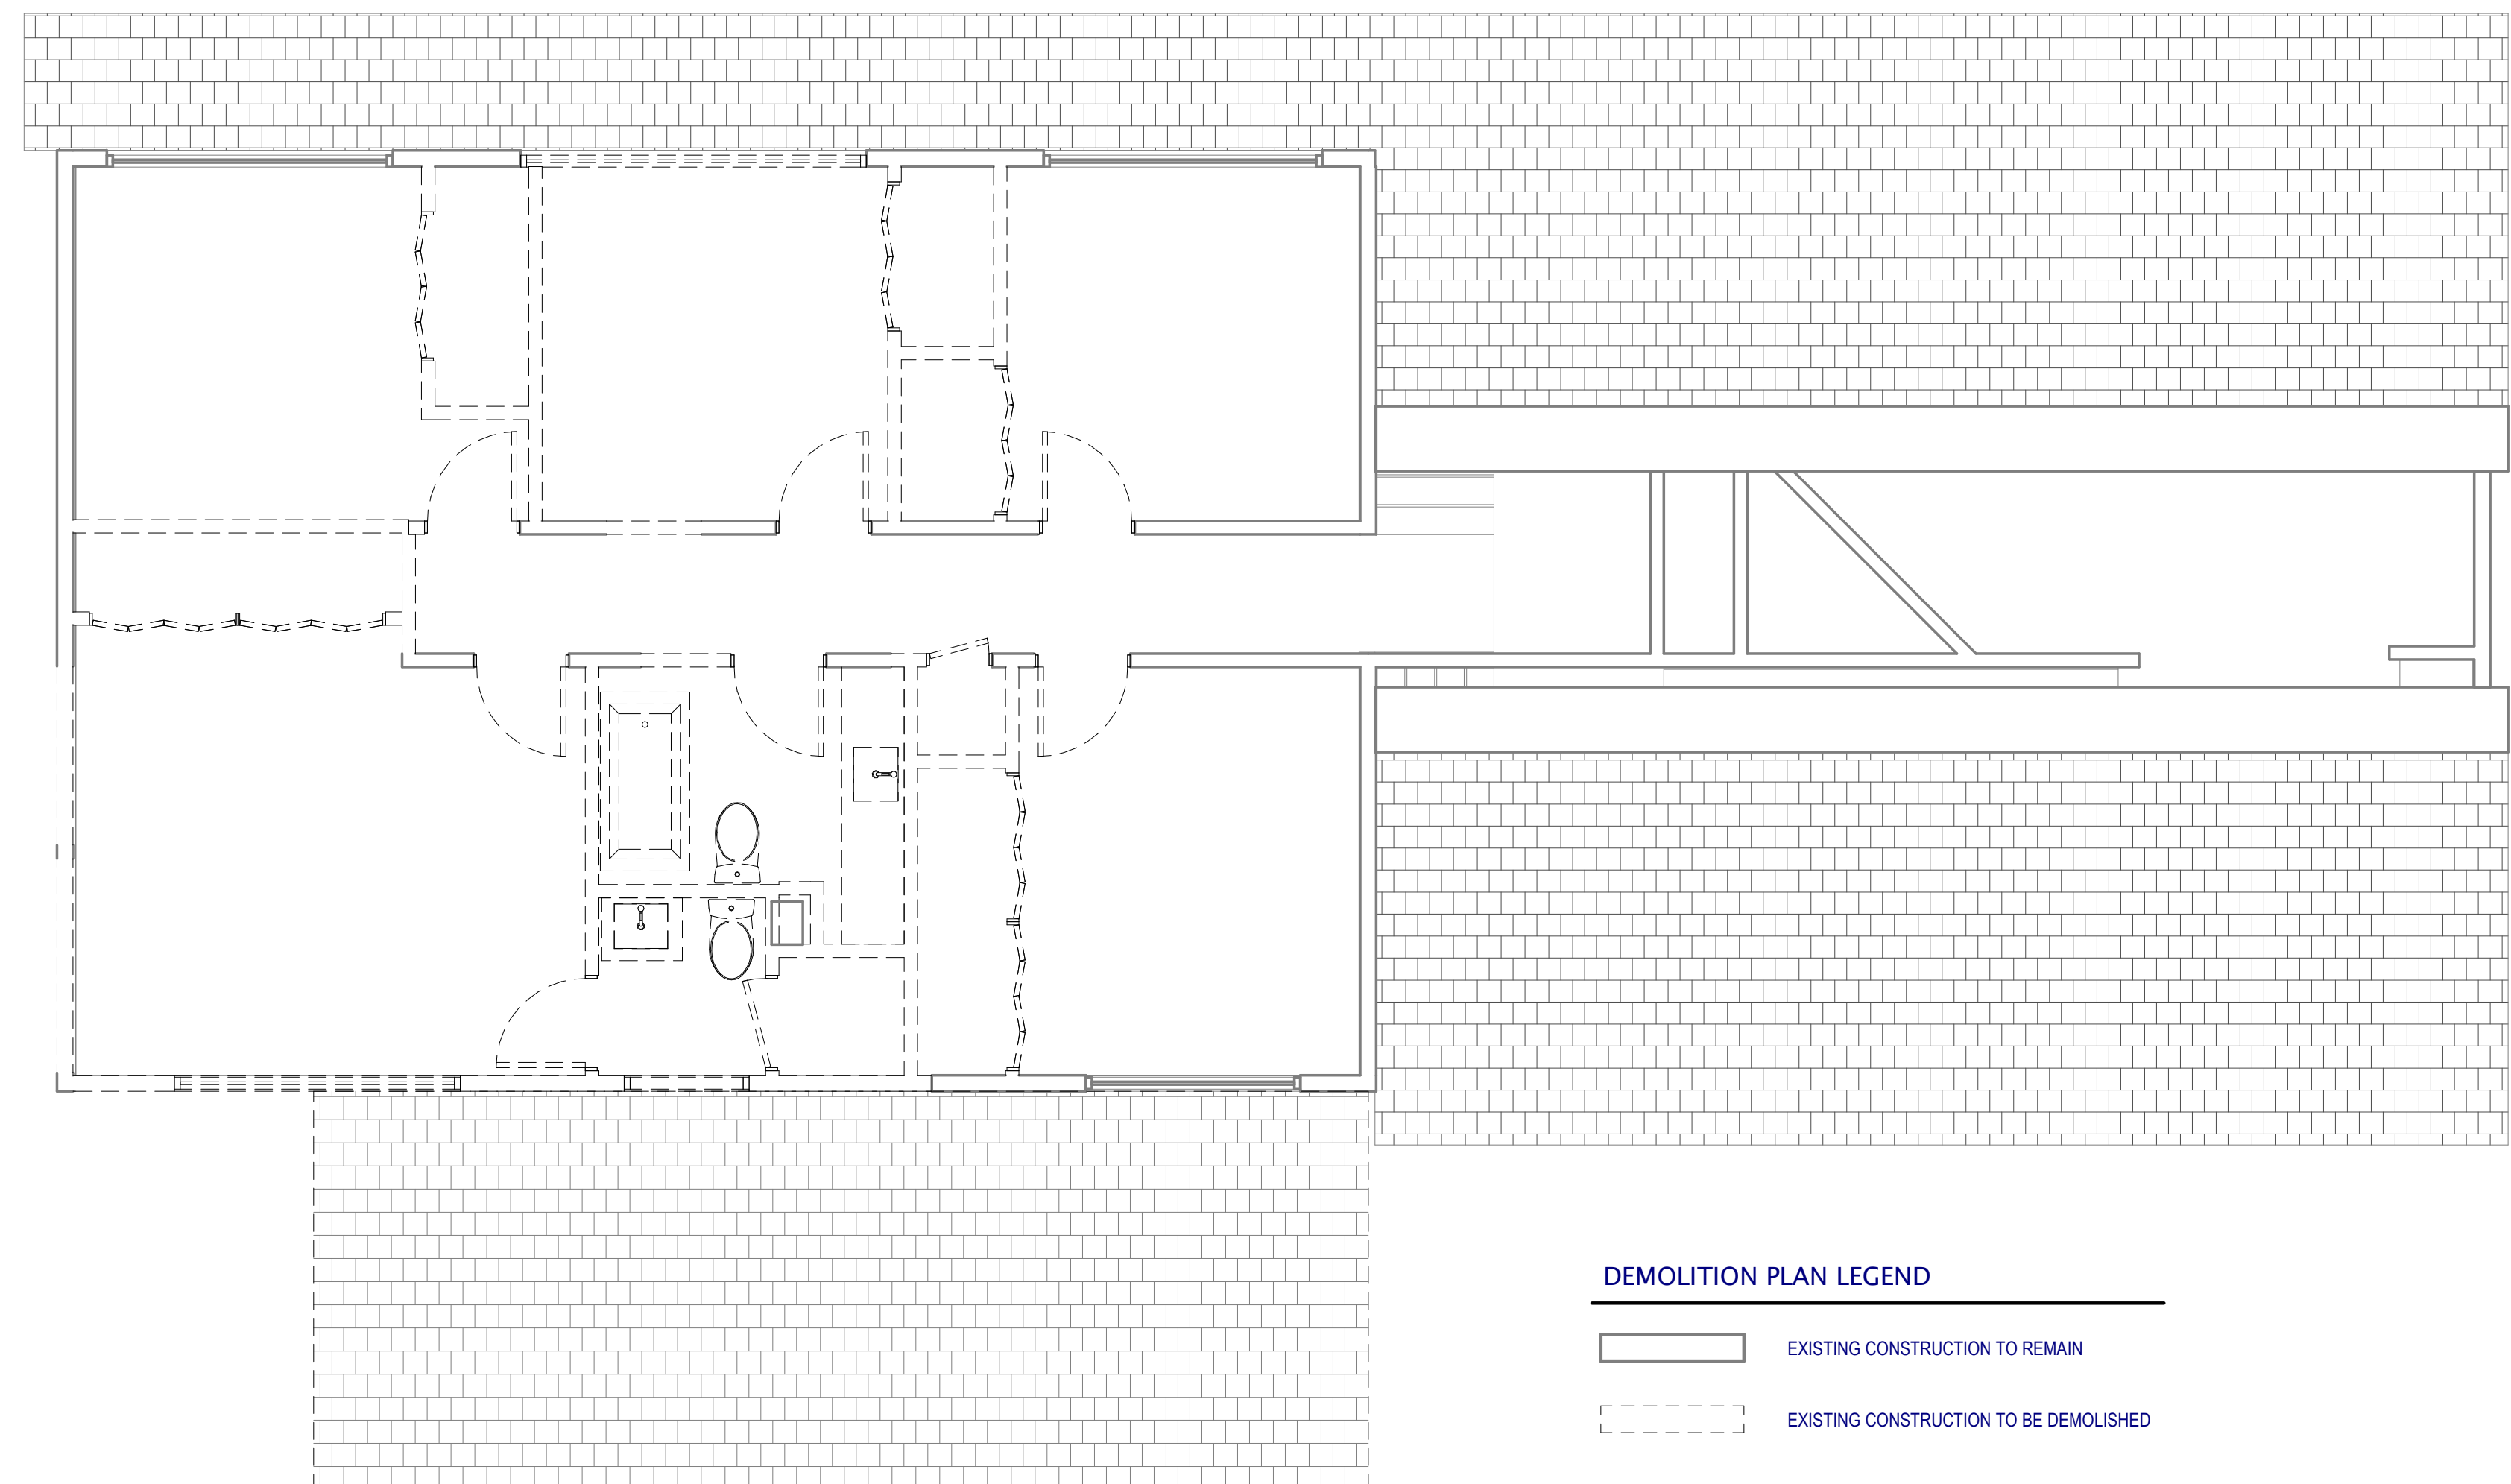 DEMOLITION PLAN LEGEND
EXISTING CONSTRUCTION TO REMAIN
EXISTING CONSTRUCTION TO BE DEMOLISHED